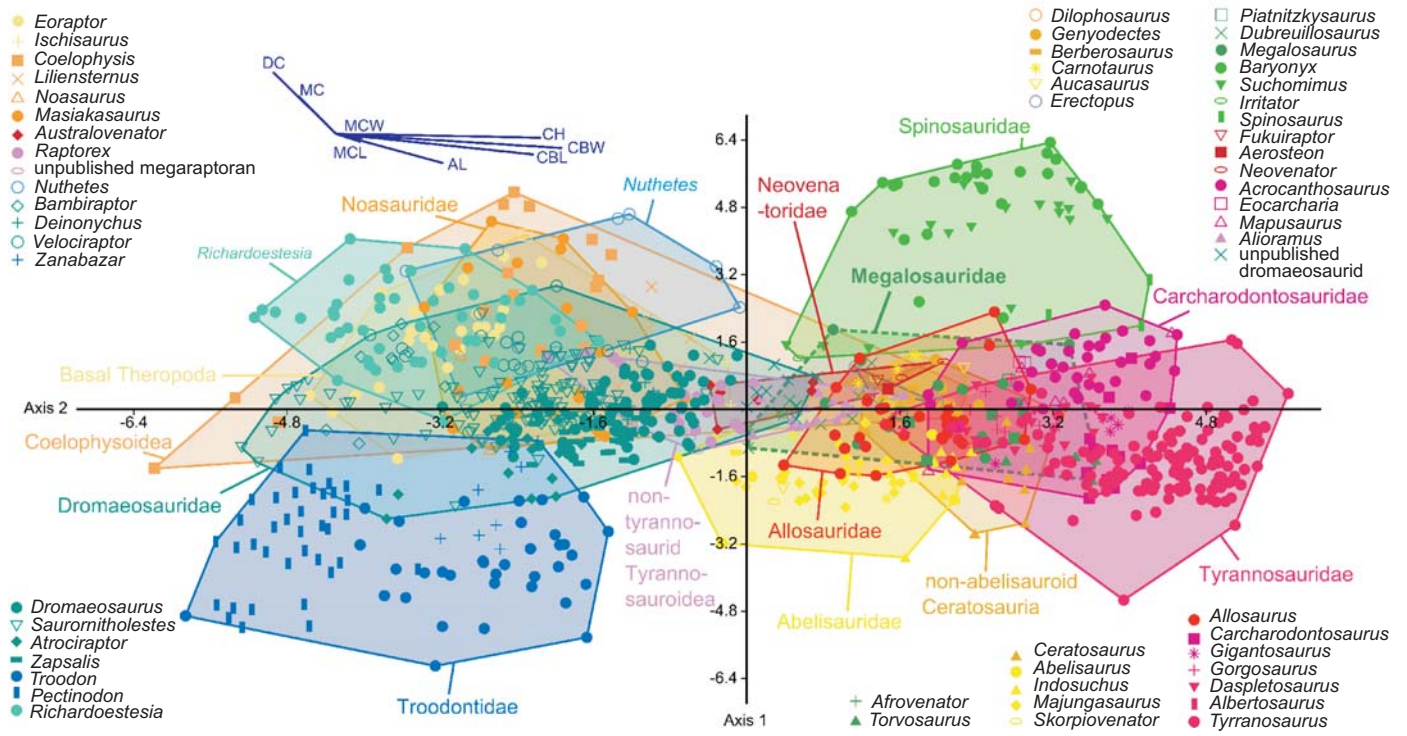 Eoraptor
Ischisaurus
Coelophysis
Liliensternus
Noasaurus
Masiakasaurus
Australovenator
Raptorex
unpublished megaraptoran
Nuthetes
Bambiraptor
Deinonychus
Velociraptor
Zanabazar
DC
MC
MCW
MCL
AL
CH
CBW
CBL
Dilophosaurus
Genyodectes
Berberosaurus
Carnotaurus
Aucasaurus
Erectopus
Piatnitzkysaurus
Dubreuillosaurus
Megalosaurus
Baryonyx
Suchomimus
Irritator
Spinosaurus
Fukuiraptor
Aerosteon
Neovenator
Acrocanthosaurus
Eocarcharia
Mapusaurus
Alioramus
unpublished
dromaeosaurid
Spinosauridae
Neovena
-toridae
Nuthetes
Noasauridae
Richardoestesia
Megalosauridae
Carcharodontosauridae
Basal Theropoda
Coelophysoidea
Dromaeosauridae
non-
tyranno-
saurid
Tyranno-
sauroidea
Allosauridae
non-abelisauroid
Ceratosauria
Tyrannosauridae
Abelisauridae
Troodontidae
6.4
4.8
3.2
1.6
-1.6
-3.2
-4.8
-6.4
Axis 1
Axis 2
-6.4
-4.8
-3.2
-1.6
1.6
3.2
4.8
Dromaeosaurus
Saurornitholestes
Atrociraptor
Zapsalis
Troodon
Pectinodon
Richardoestesia
Afrovenator
Torvosaurus
Ceratosaurus
Abelisaurus
Indosuchus
Majungasaurus
Skorpiovenator
Allosaurus
Carcharodontosaurus
Gigantosaurus
Gorgosaurus
Daspletosaurus
Albertosaurus
Tyrranosaurus